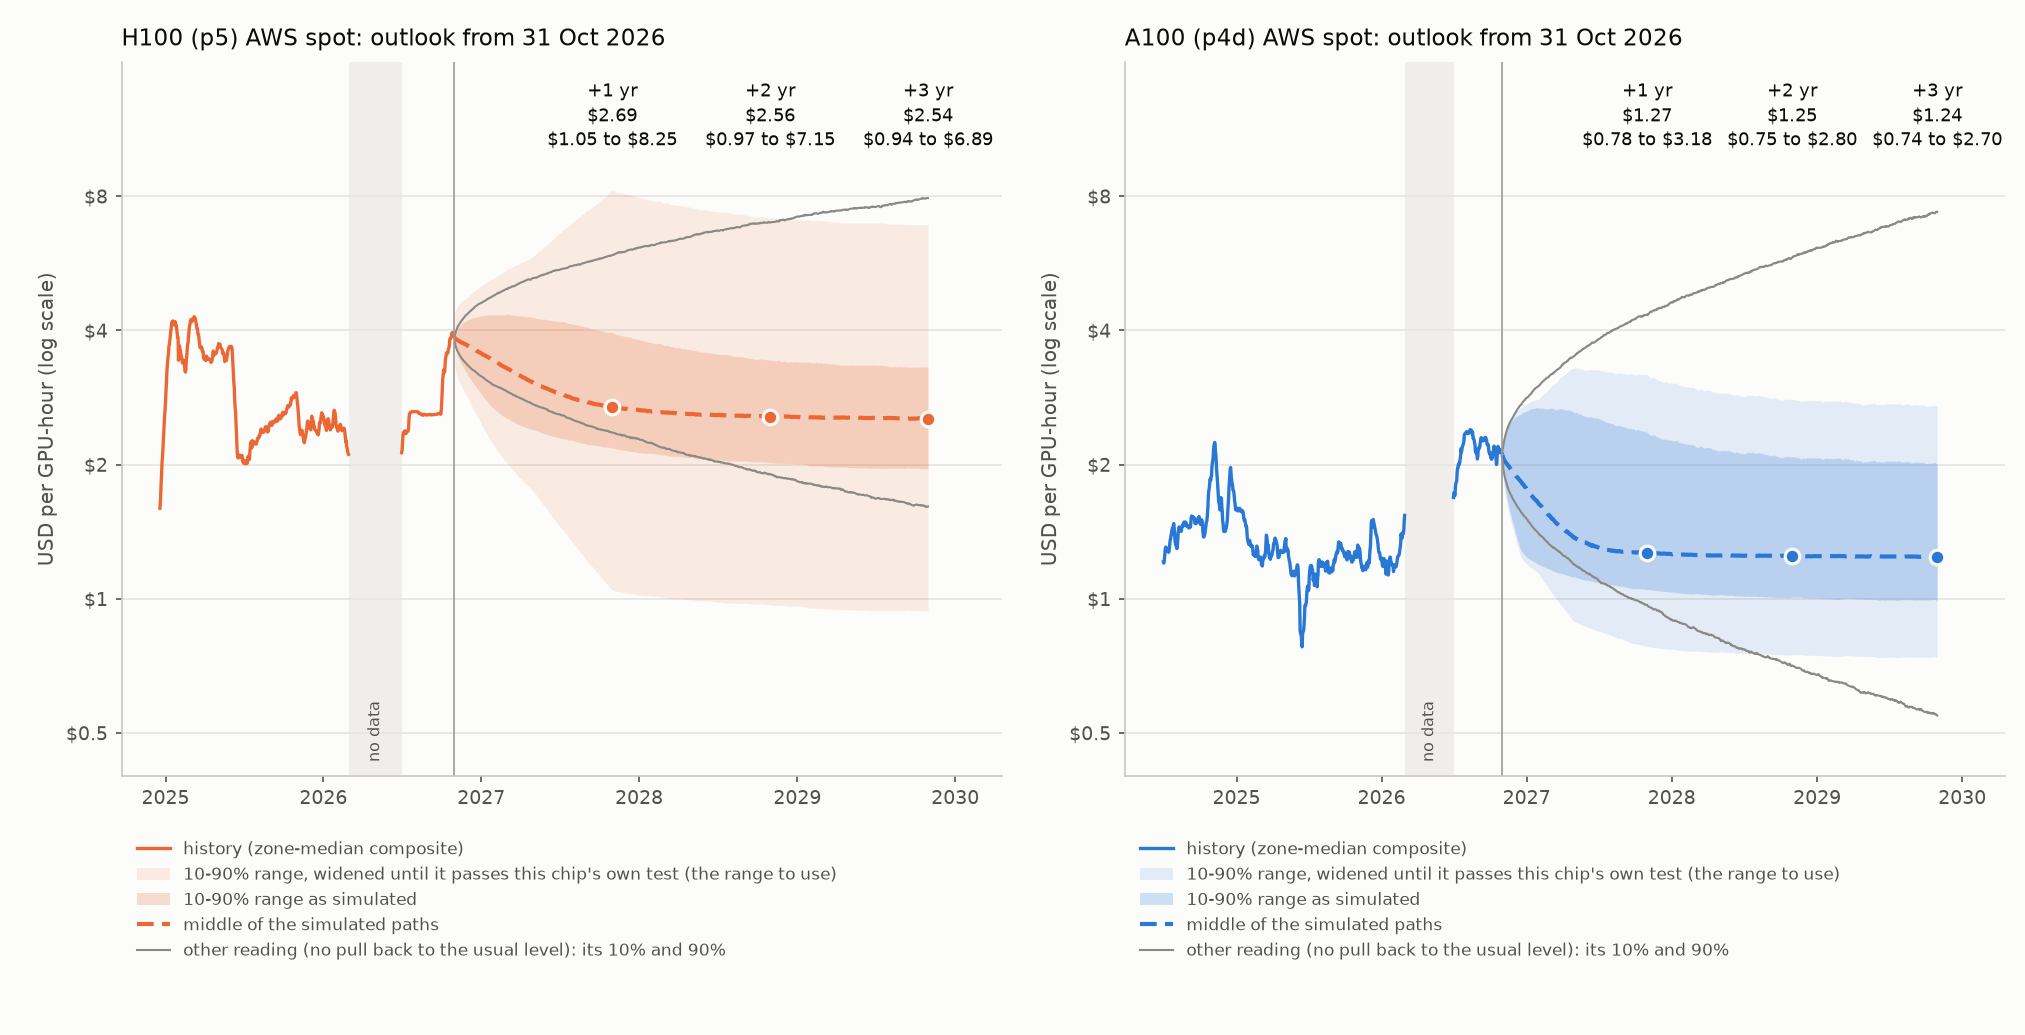 H100 (p5) AWS spot: outlook from 31 Oct 2026
+1 yr +2 yr +3 yr
$2.69 $2.56 $2.54
$1.05 to $8.25 $0.97 to $7.15 $0.94 to $6.89
USD per GPU-hour (log scale)
$8
$4
$2
$1
$0.5
no data
2025 2026 2027 2028 2029 2030
history (zone-median composite)
10-90% range, widened until it passes this chip's own test (the range to use)
10-90% range as simulated
middle of the simulated paths
other reading (no pull back to the usual level): its 10% and 90%
A100 (p4d) AWS spot: outlook from 31 Oct 2026
+1 yr +2 yr +3 yr
$1.27 $1.25 $1.24
$0.78 to $3.18 $0.75 to $2.80 $0.74 to $2.70
USD per GPU-hour (log scale)
$8
$4
$2
$1
$0.5
no data
2025 2026 2027 2028 2029 2030
history (zone-median composite)
10-90% range, widened until it passes this chip's own test (the range to use)
10-90% range as simulated
middle of the simulated paths
other reading (no pull back to the usual level): its 10% and 90%